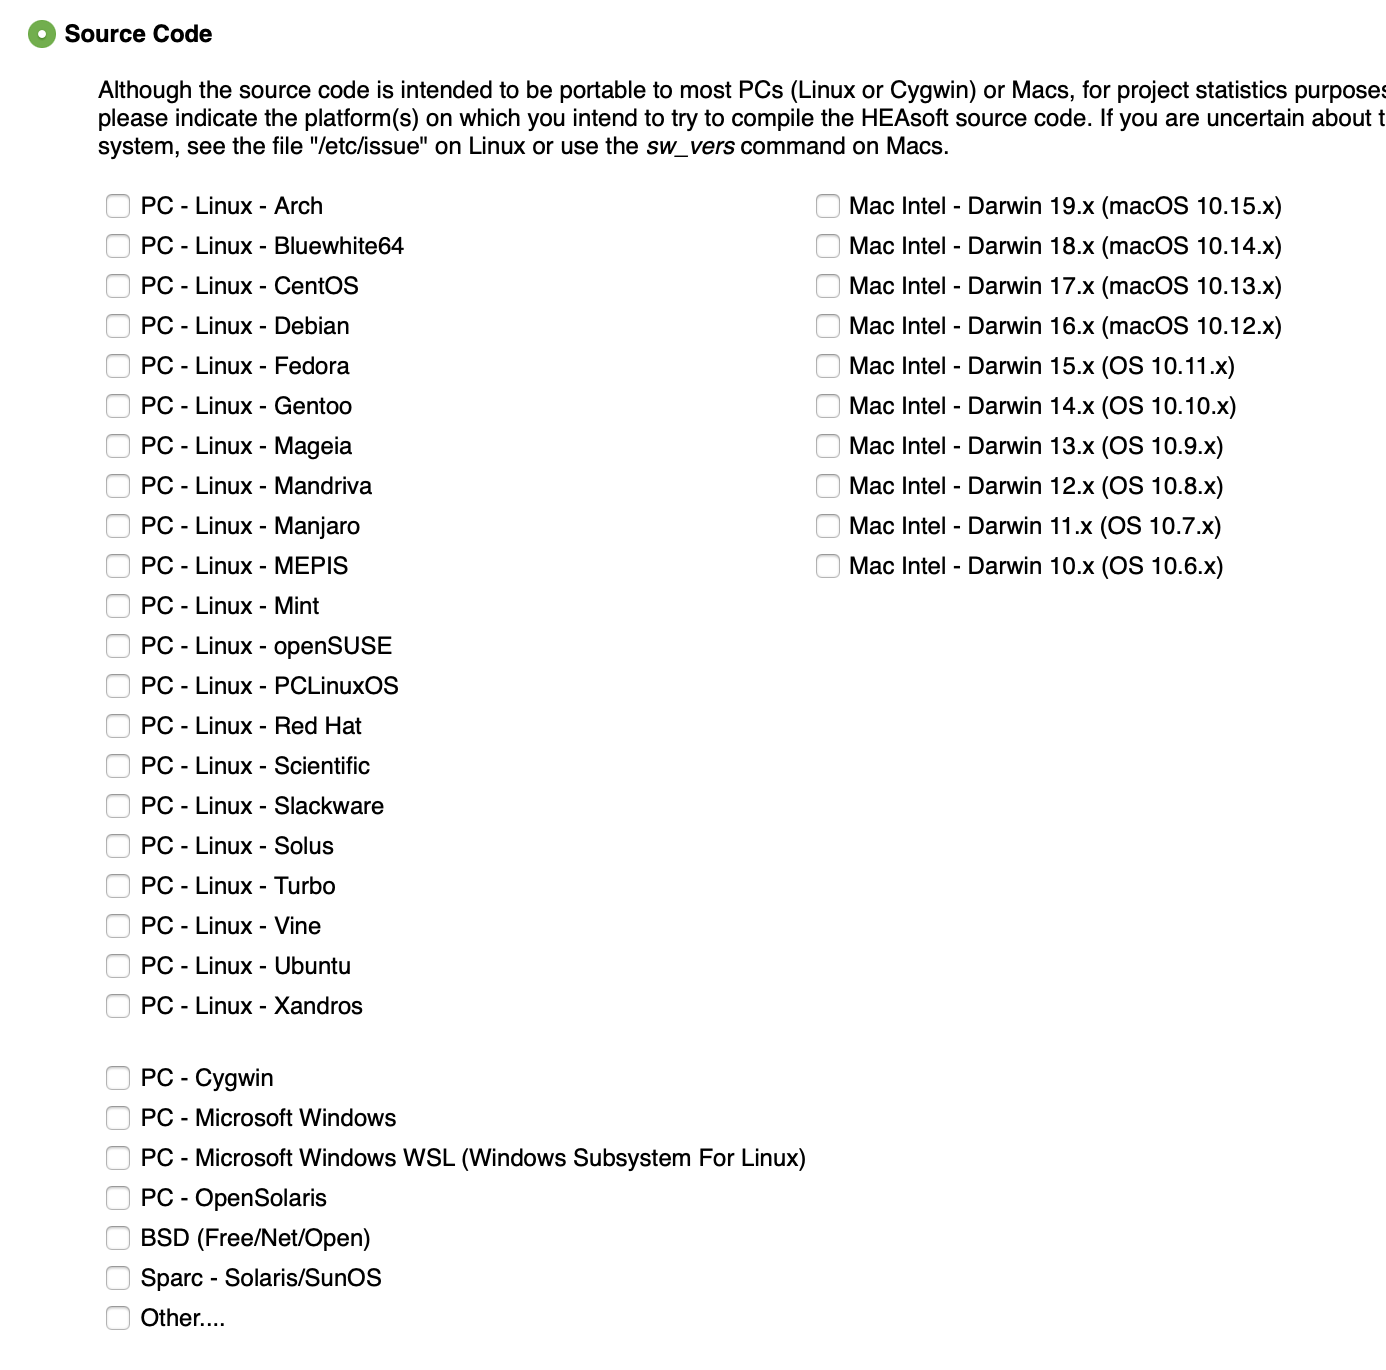 Source Code
Although the source code is intended to be portable to most PCs (Linux or Cygwin) or Macs, for project statistics purposes
please indicate the platform(s) on which you intend to try to compile the HEAsoft source code. If you are uncertain about t
system, see the file "/etc/issue" on Linux or use the sw_vers command on Macs.
PC - Linux - Arch
PC - Linux - Bluewhite64
PC - Linux - CentOS
PC - Linux - Debian
PC - Linux - Fedora
PC - Linux - Gentoo
PC - Linux - Mageia
PC - Linux - Mandriva
PC - Linux - Manjaro
PC - Linux - MEPIS
PC - Linux - Mint
PC - Linux - openSUSE
PC - Linux - PCLinuxOS
PC - Linux - Red Hat
PC - Linux - Scientific
PC - Linux - Slackware
PC - Linux - Solus
PC - Linux - Turbo
PC - Linux - Vine
PC - Linux - Ubuntu
PC - Linux - Xandros
PC - Cygwin
PC - Microsoft Windows
PC - Microsoft Windows WSL (Windows Subsystem For Linux)
PC - OpenSolaris
BSD (Free/Net/Open)
Sparc - Solaris/SunOS
Other....
Mac Intel - Darwin 19.x (macOS 10.15.x)
Mac Intel - Darwin 18.x (macOS 10.14.x)
Mac Intel - Darwin 17.x (macOS 10.13.x)
Mac Intel - Darwin 16.x (macOS 10.12.x)
Mac Intel - Darwin 15.x (OS 10.11.x)
Mac Intel - Darwin 14.x (OS 10.10.x)
Mac Intel - Darwin 13.x (OS 10.9.x)
Mac Intel - Darwin 12.x (OS 10.8.x)
Mac Intel - Darwin 11.x (OS 10.7.x)
Mac Intel - Darwin 10.x (OS 10.6.x)